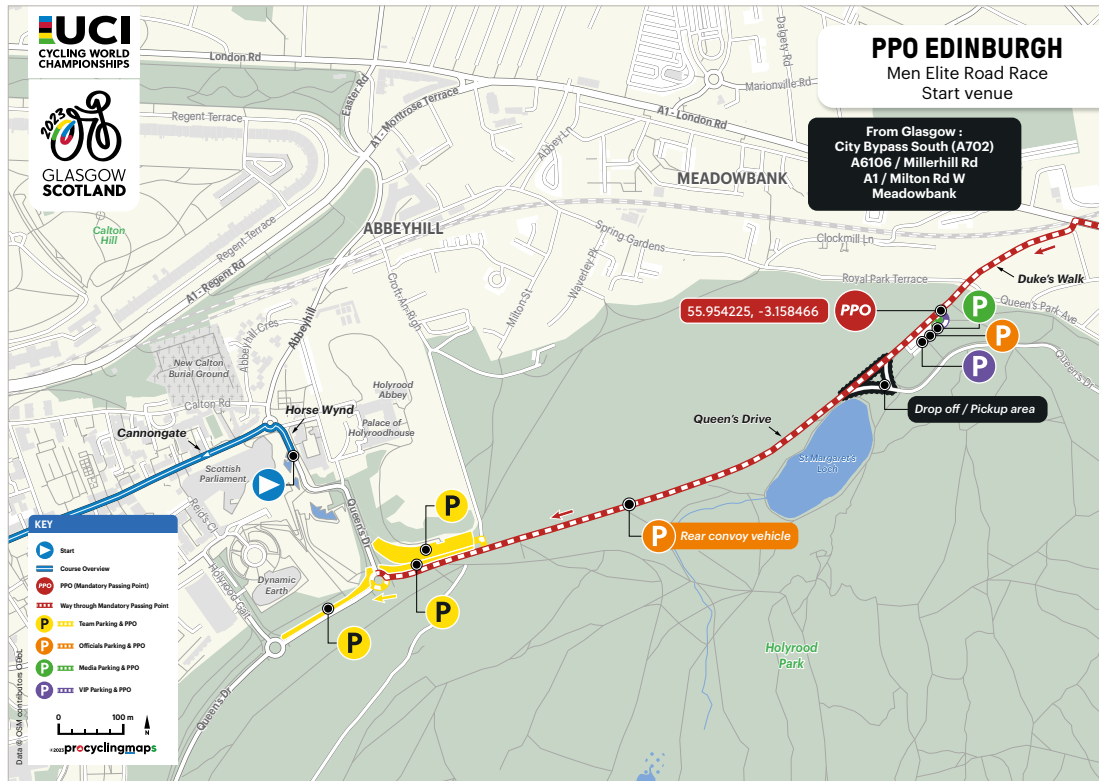 UCI
CYCLING WORLD
CHAMPIONSHIPS
2023
GLASGOW
SCOTLAND
PPO EDINBURGH
Men Elite Road Race
Start venue
From Glasgow :
City Bypass South (A702)
A6106 / Millerhill Rd
A1 / Milton Rd W
Meadowbank
London Rd
Easter Rd
A1 - Montrose Terrace
A1 - London Rd
Dalgety Rd
Marionville Rd
Regent Terrace
Abbey Ln
MEADOWBANK
Calton
Hill
Regent Terrace
A1 - Regent Rd
ABBEYHILL
Spring Gardens
Clockmill Ln
Waverley Pl
Milton St
Croft-An-Righ
Royal Park Terrace
Duke's Walk
Queen's Park Ave
Queen's Dr
55.954225, -3.158466
PPO
P
P
P
Abbeyhill
Abbeyhill Cres
New Calton
Burial Ground
Calton Rd
Holyrood
Abbey
Palace of
Holyroodhouse
Horse Wynd
Cannongate
Scottish
Parliament
Reid's Cl
Drop off / Pickup area
Queen's Drive
St Margaret's
Loch
P
Queen's Dr
P
Rear convoy vehicle
Dynamic
Earth
Holyrood Gait
P
P
Queen's Dr
Holyrood
Park
KEY
Start
Course Overview
PPO
PPO (Mandatory Passing Point)
Way through Mandatory Passing Point
P
Team Parking & PPO
P
Officials Parking & PPO
P
Media Parking & PPO
P
VIP Parking & PPO
0 100 m
N
©2023 procyclingmaps
Data © OSM contributors ODbL